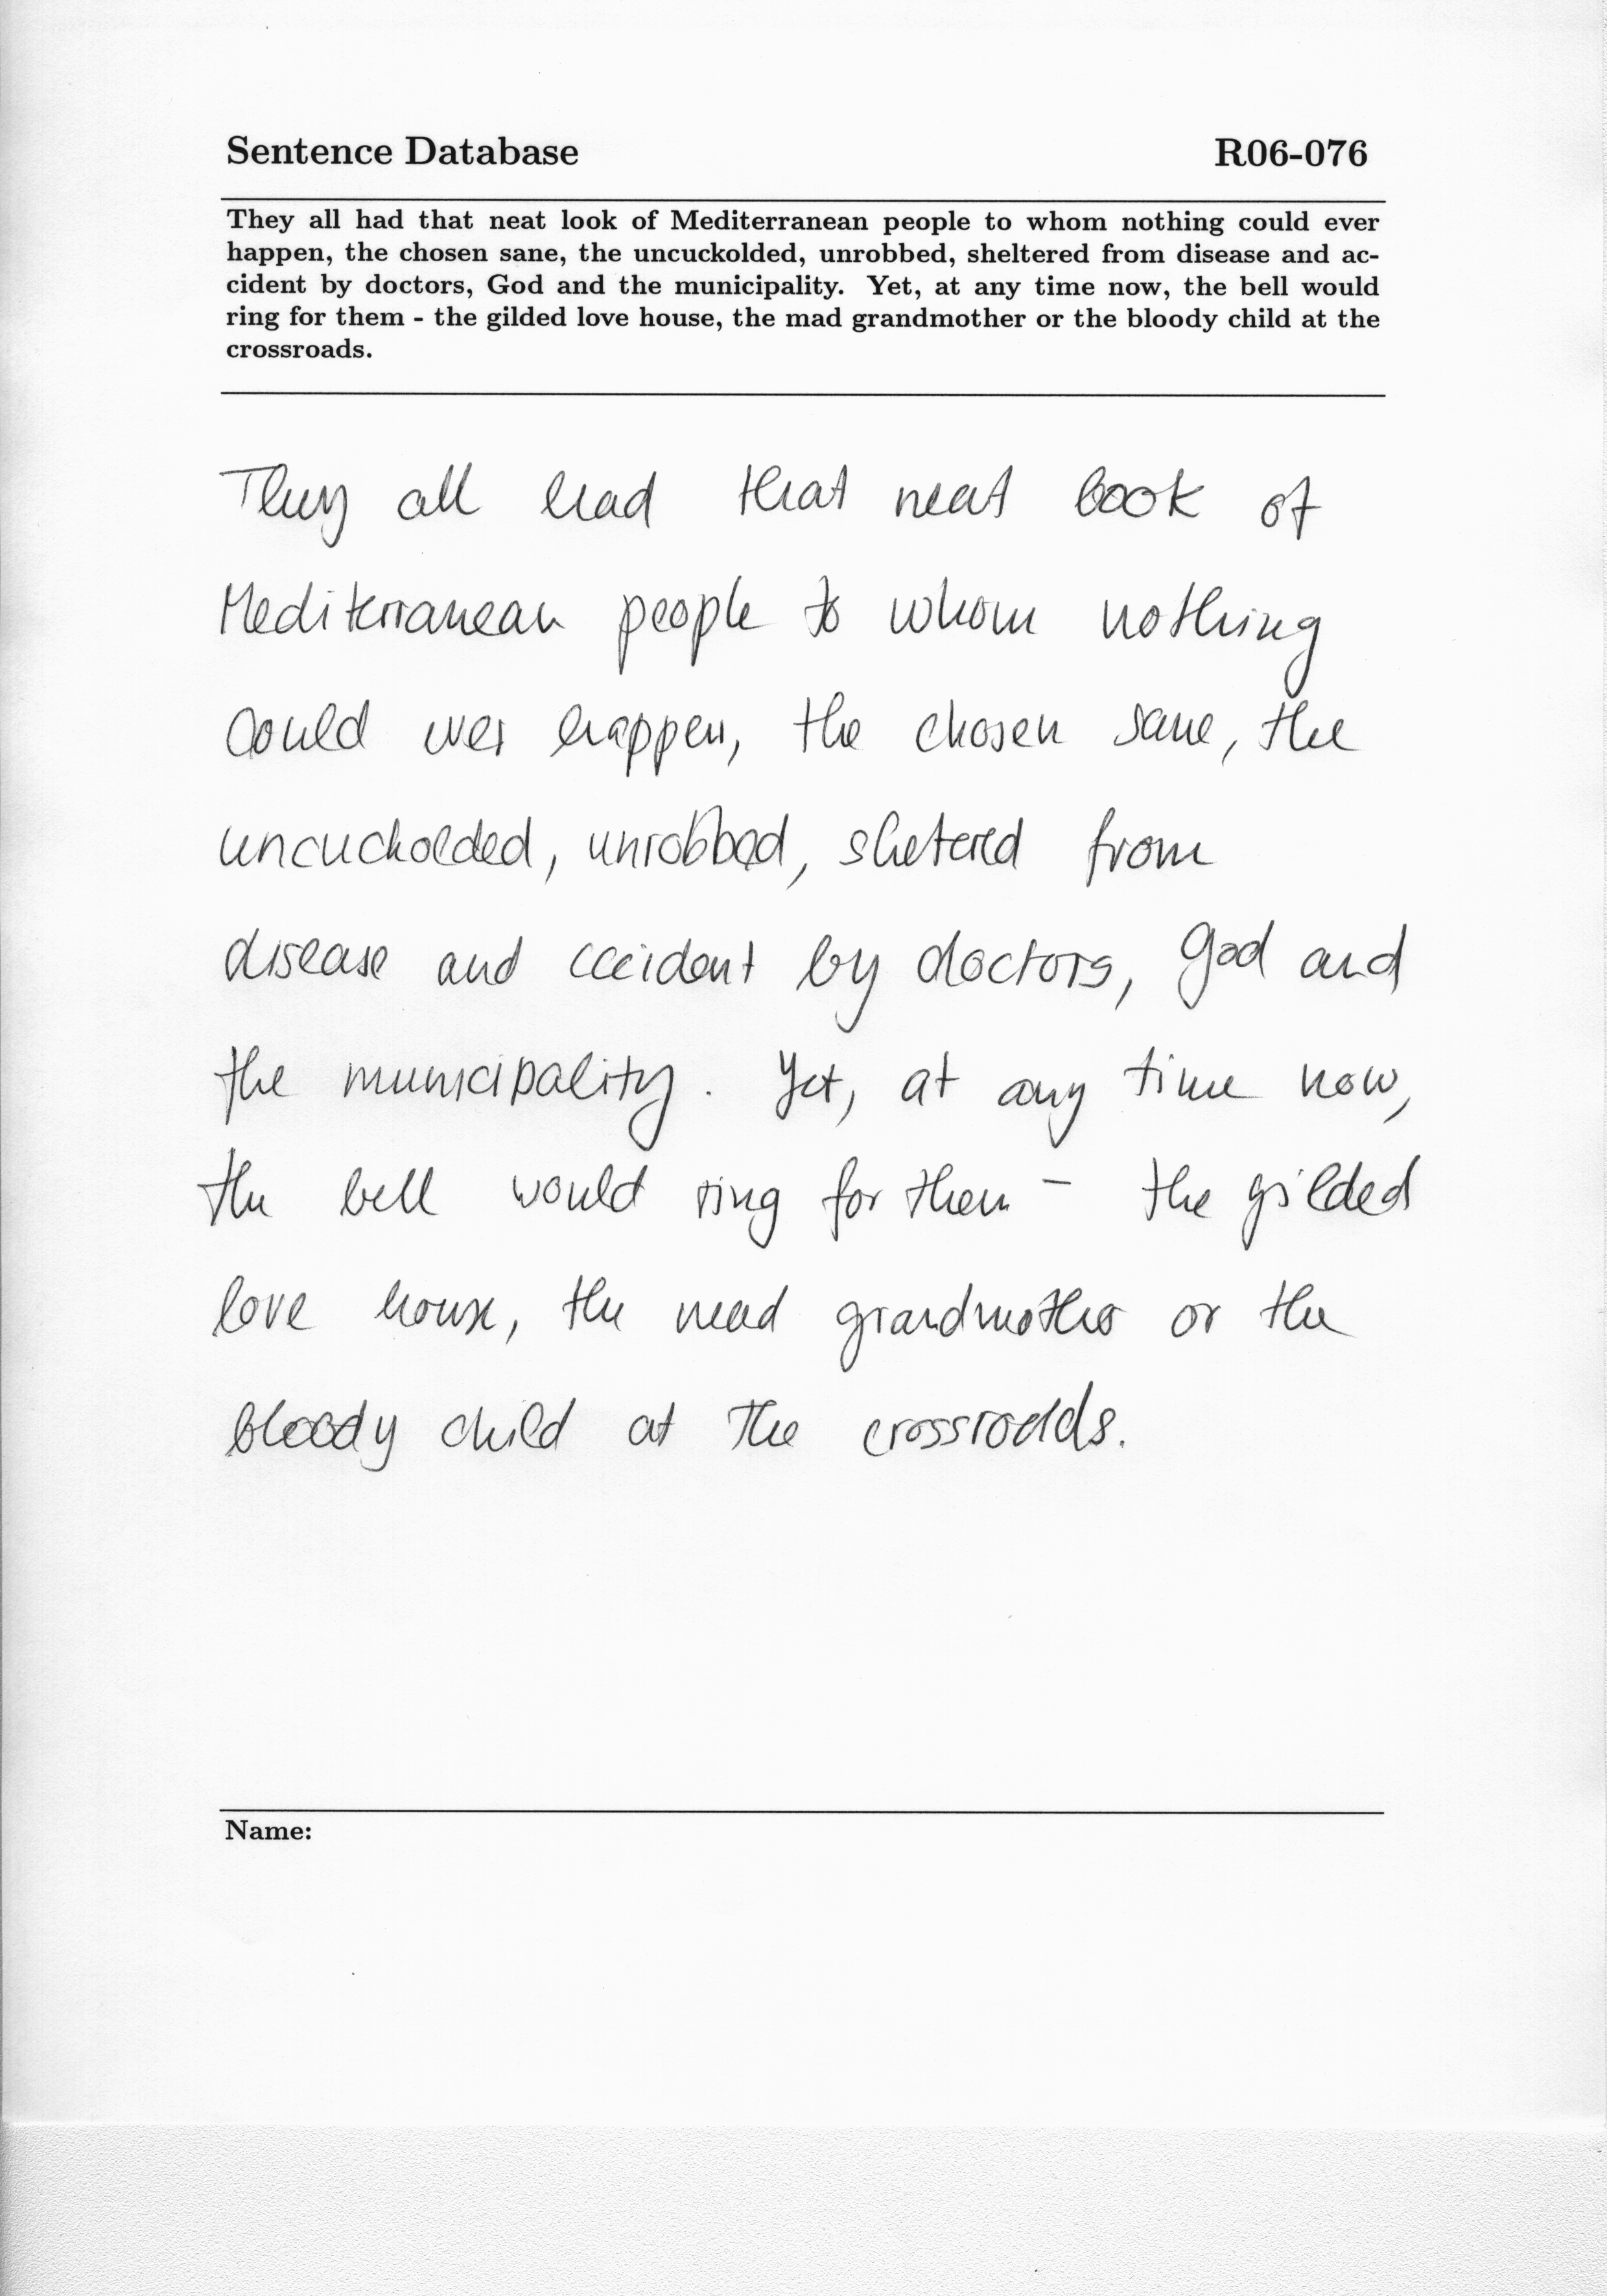 Sentence Database R06-076
They all had that neat look of Mediterranean people to whom nothing could ever
happen, the chosen sane, the uncuckolded, unrobbed, sheltered from disease and ac-
cident by doctors, God and the municipality. Yet, at any time now, the bell would
ring for them - the gilded love house, the mad grandmother or the bloody child at the
crossroads.
They all had that neat look of
Mediterranean people to whom nothing
could ever happen, the chosen sane, the
uncuckolded, unrobbed, shetered from
disease and accident by doctors, God and
the municipality. Yet, at any time now,
the bell would ring for them - the gilded
love house, the mad grandmother or the
bloody child at the crossroads.
Name: